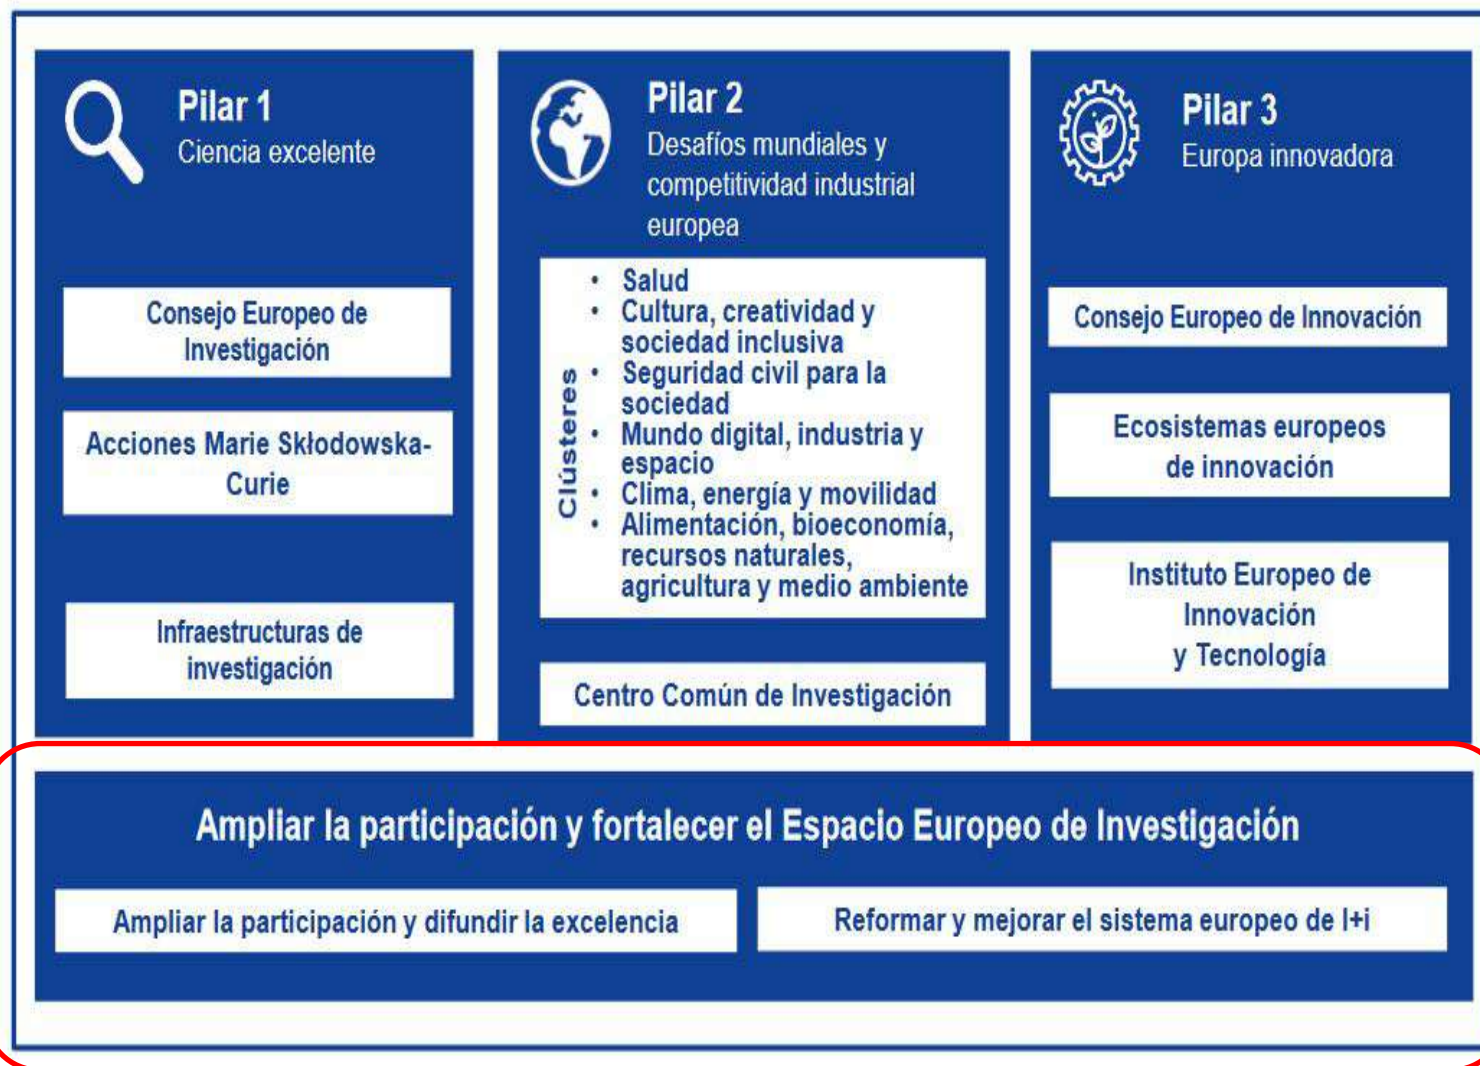 Pilar 1
Ciencia excelente
Consejo Europeo de
Investigación
Acciones Marie Skłodowska-
Curie
Infraestructuras de
investigación
Pilar 2
Desafíos mundiales y
competitividad industrial
europea
Clústeres
• Salud
• Cultura, creatividad y
sociedad inclusiva
• Seguridad civil para la
sociedad
• Mundo digital, industria y
espacio
• Clima, energía y movilidad
• Alimentación, bioeconomía,
recursos naturales,
agricultura y medio ambiente
Centro Común de Investigación
Pilar 3
Europa innovadora
Consejo Europeo de Innovación
Ecosistemas europeos
de innovación
Instituto Europeo de
Innovación
y Tecnología
Ampliar la participación y fortalecer el Espacio Europeo de Investigación
Ampliar la participación y difundir la excelencia
Reformar y mejorar el sistema europeo de I+i